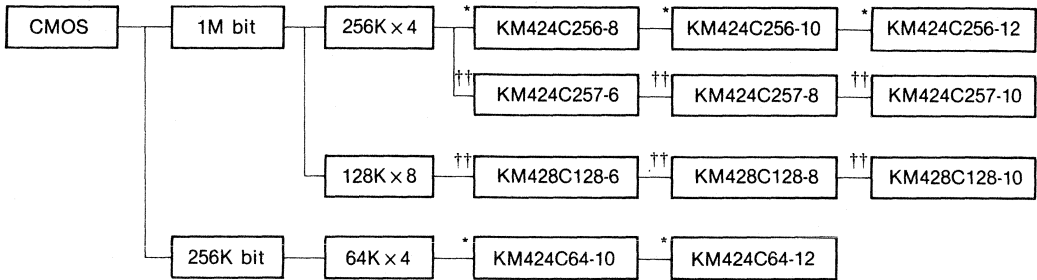 * * *
CMOS 1M bit 256K × 4 KM424C256-8 KM424C256-10 KM424C256-12
†† †† ††
KM424C257-6 KM424C257-8 KM424C257-10
†† †† ††
128K × 8 KM428C128-6 KM428C128-8 KM428C128-10
* *
256K bit 64K × 4 KM424C64-10 KM424C64-12